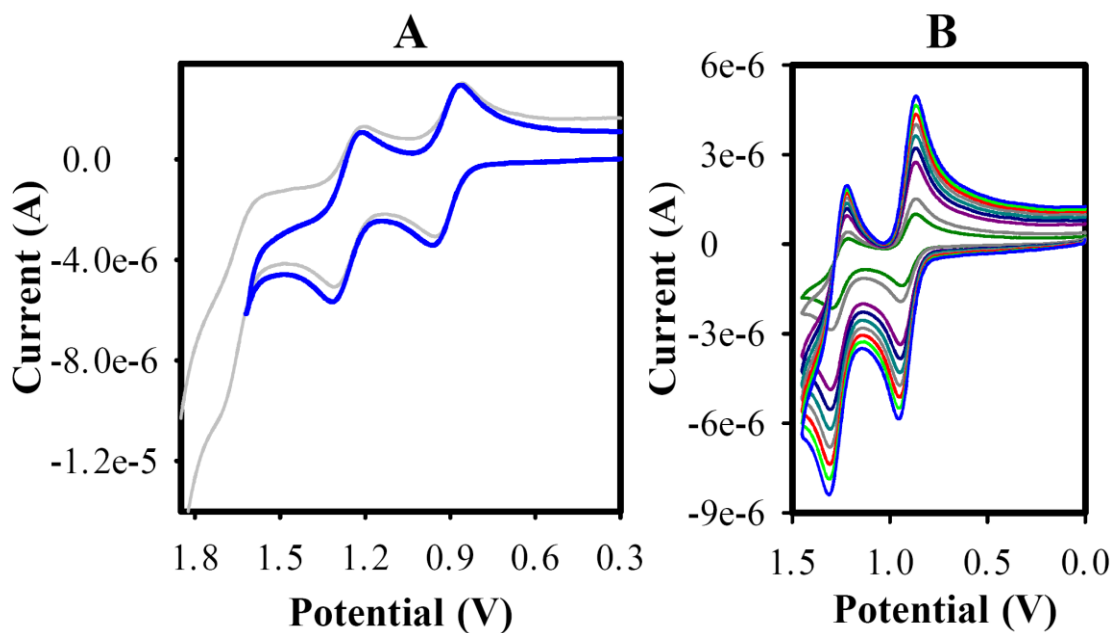 A
0.0
-4.0e-6
-8.0e-6
-1.2e-5
Current (A)
1.8 1.5 1.2 0.9 0.6 0.3
Potential (V)
B
6e-6
3e-6
0
-3e-6
-6e-6
-9e-6
Current (A)
1.5 1.0 0.5 0.0
Potential (V)